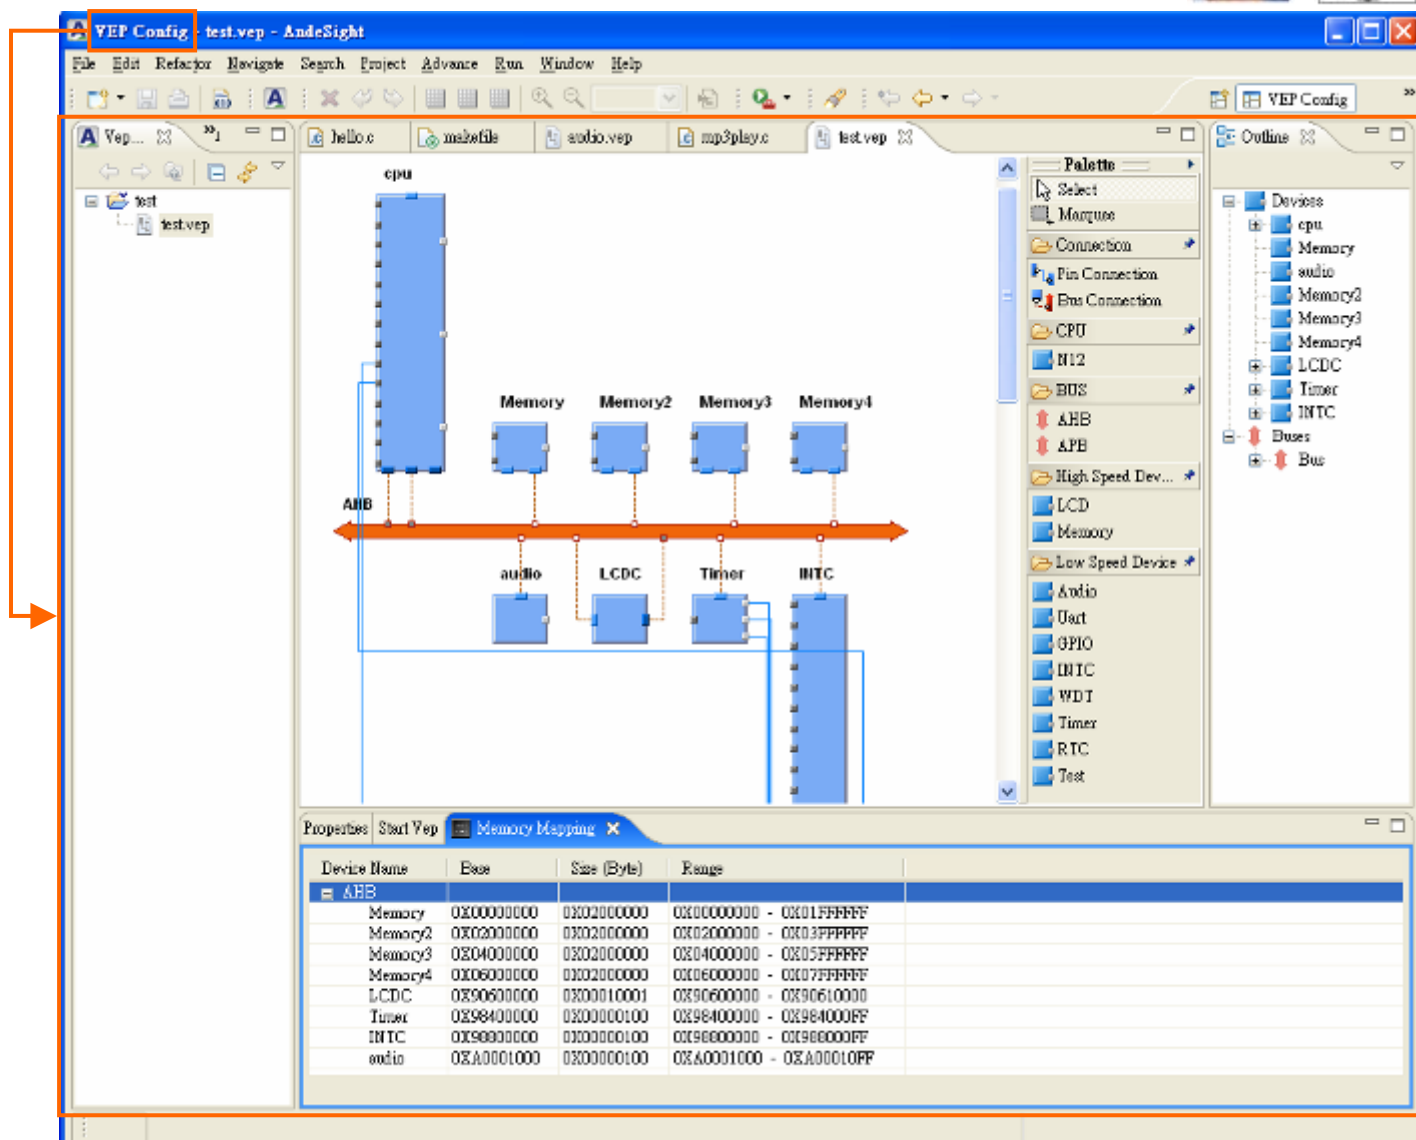 VEP Config - test.vep - AndeSight
File Edit Refactor Navigate Search Project Advance Run Window Help
VEP Config
Vep...
hello.c
makefile
audio.vep
mp3play.c
test.vep
Outline
test
test.vep
cpu
Memory
Memory2
Memory3
Memory4
AHB
audio
LCDC
Timer
INTC
Palette
Select
Marquee
Connection
Pin Connection
Bus Connection
CPU
N12
BUS
AHB
APB
High Speed Dev...
LCD
Memory
Low Speed Device
Audio
Uart
GPIO
INTC
WDT
Timer
RTC
Test
Devices
cpu
Memory
audio
Memory2
Memory3
Memory4
LCDC
Timer
INTC
Buses
Bus
Properties Start Vep Memory Mapping
Device Name Base Size (Byte) Range
AHB
Memory 0X00000000 0X02000000 0X00000000 - 0X01FFFFFF
Memory2 0X02000000 0X02000000 0X02000000 - 0X03FFFFFF
Memory3 0X04000000 0X02000000 0X04000000 - 0X05FFFFFF
Memory4 0X06000000 0X02000000 0X06000000 - 0X07FFFFFF
LCDC 0X90600000 0X00010001 0X90600000 - 0X90610000
Timer 0X98400000 0X00000100 0X98400000 - 0X984000FF
INTC 0X98800000 0X00000100 0X98800000 - 0X988000FF
audio 0XA0001000 0X00000100 0XA0001000 - 0XA00010FF